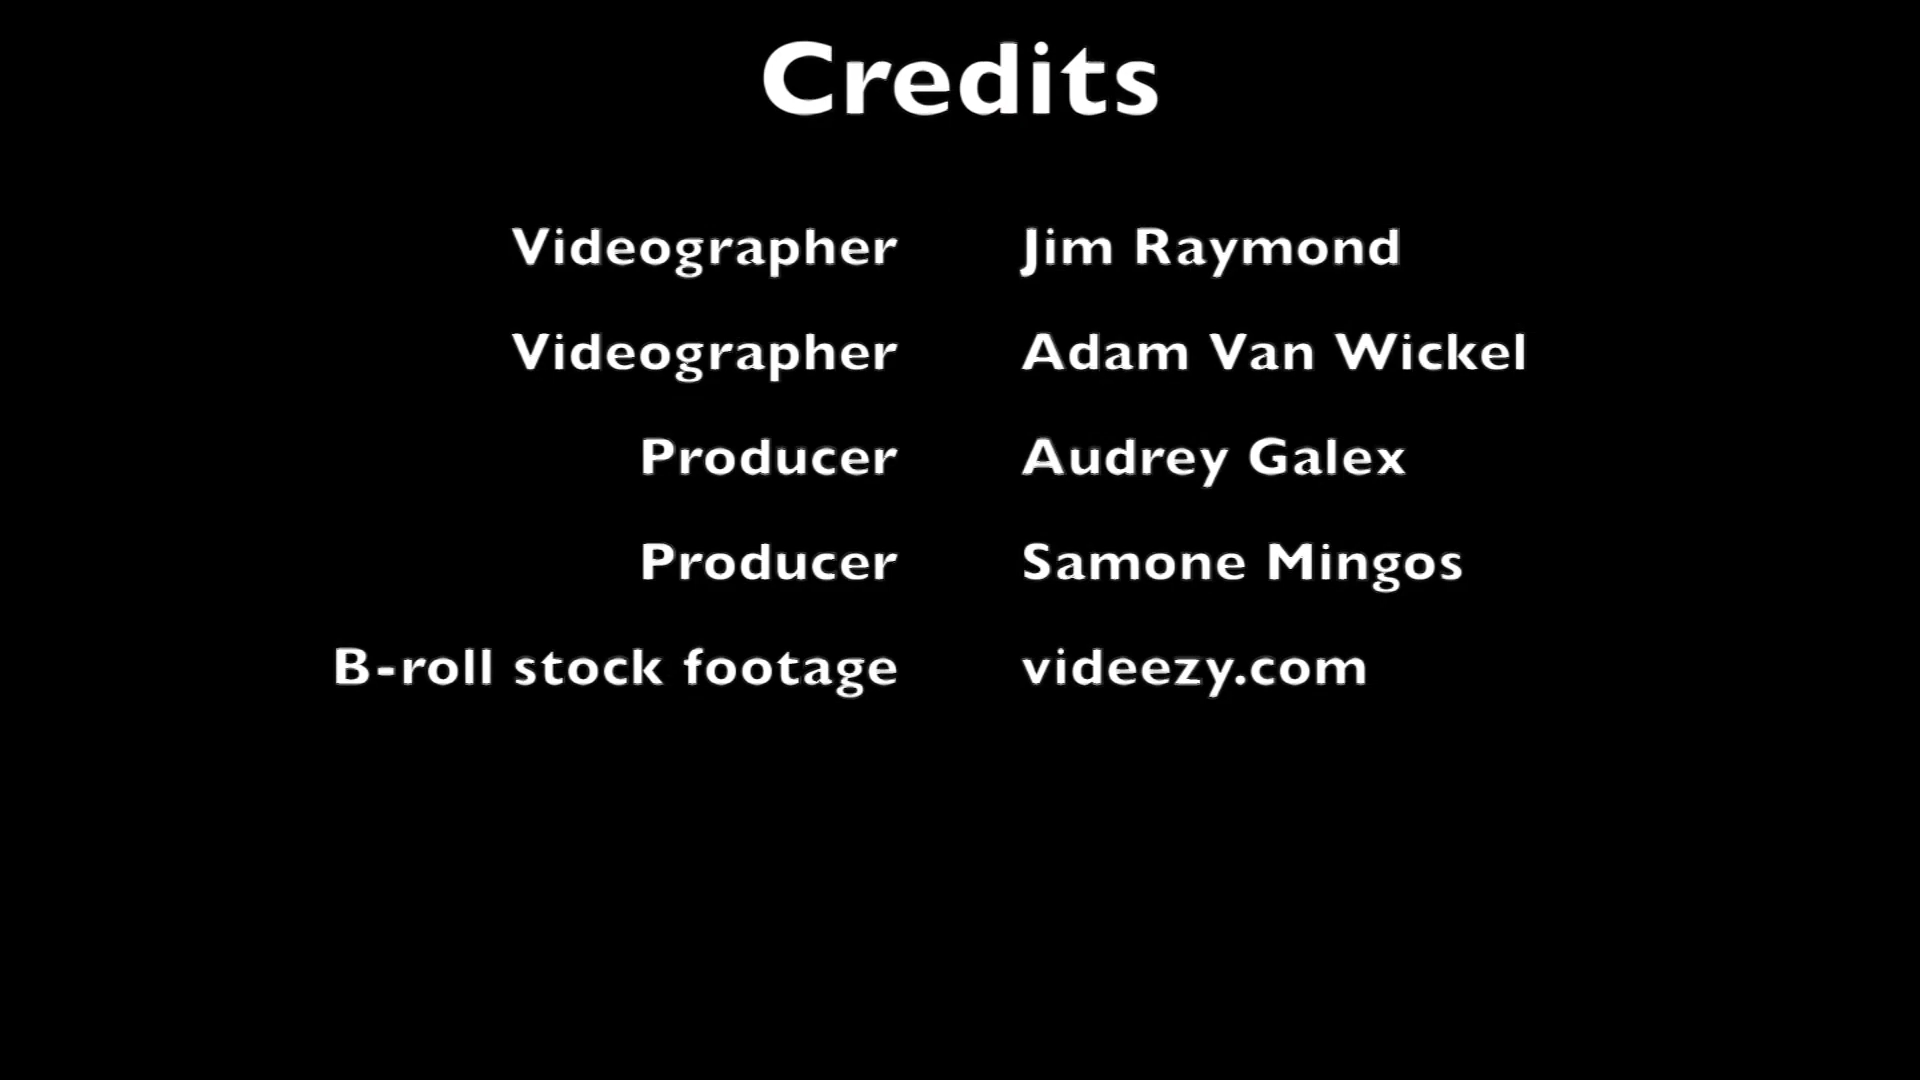 Credits
Videographer Jim Raymond
Videographer Adam Van Wickel
Producer Audrey Galex
Producer Samone Mingos
B-roll stock footage videezy.com